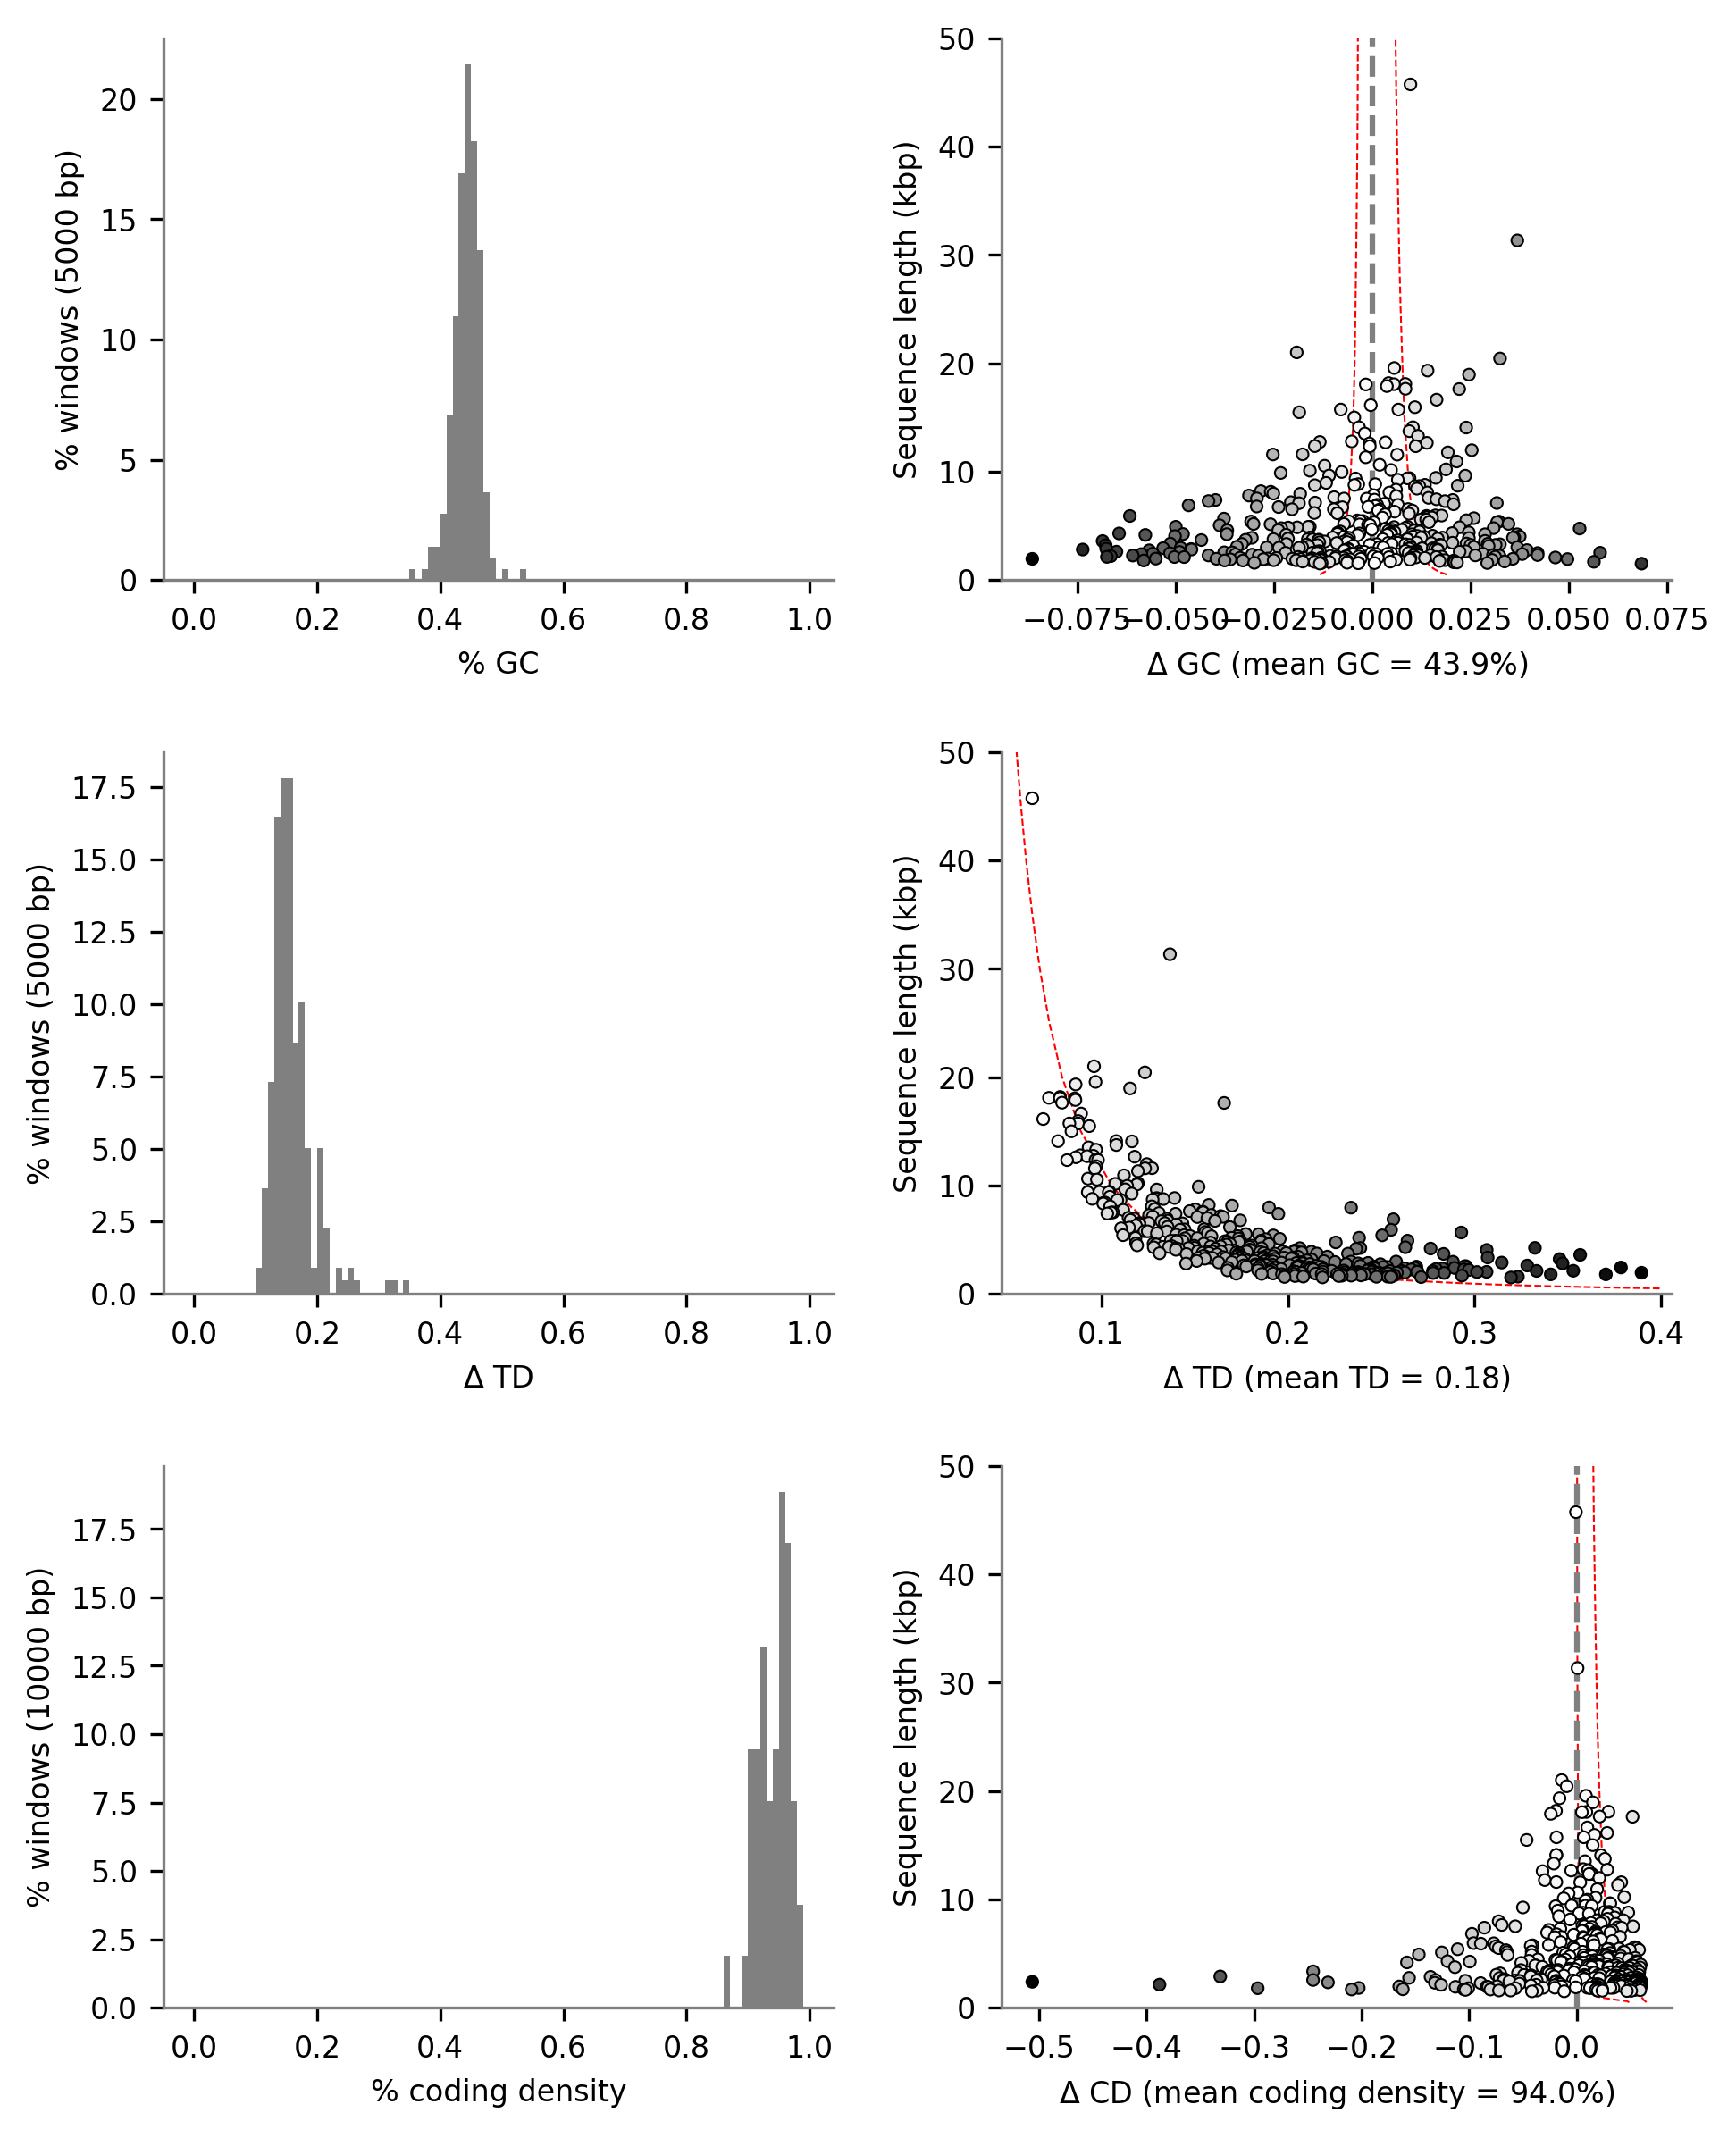 % windows (5000 bp)
20
15
10
5
0
0.0 0.2 0.4 0.6 0.8 1.0
% GC
Sequence length (kbp)
50
40
30
20
10
0
−0.075 −0.050 −0.025 0.000 0.025 0.050 0.075
Δ GC (mean GC = 43.9%)
% windows (5000 bp)
17.5
15.0
12.5
10.0
7.5
5.0
2.5
0.0
0.0 0.2 0.4 0.6 0.8 1.0
Δ TD
Sequence length (kbp)
50
40
30
20
10
0
0.1 0.2 0.3 0.4
Δ TD (mean TD = 0.18)
% windows (10000 bp)
17.5
15.0
12.5
10.0
7.5
5.0
2.5
0.0
0.0 0.2 0.4 0.6 0.8 1.0
% coding density
Sequence length (kbp)
50
40
30
20
10
0
−0.5 −0.4 −0.3 −0.2 −0.1 0.0
Δ CD (mean coding density = 94.0%)